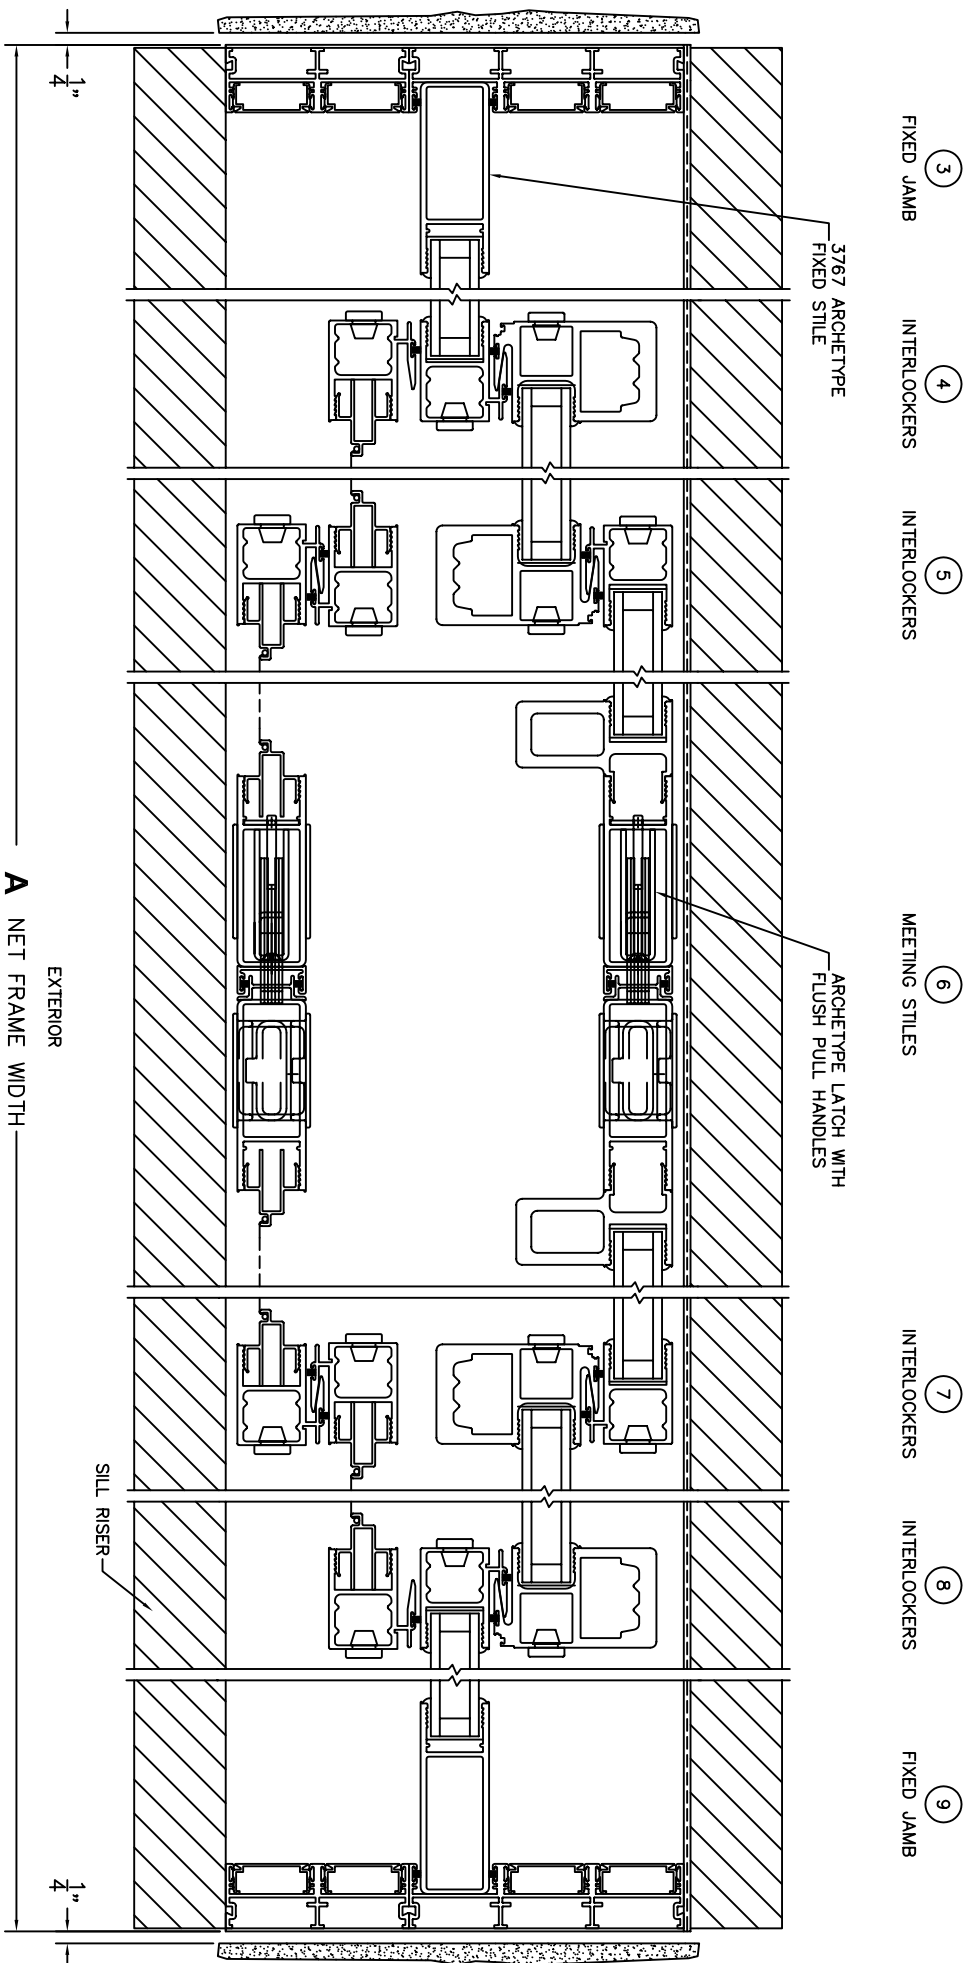 3
FIXED JAMB
4
INTERLOCKERS
5
INTERLOCKERS
6
MEETING STILES
7
INTERLOCKERS
8
INTERLOCKERS
9
FIXED JAMB
3767 ARCHETYPE
FIXED STILE
ARCHETYPE LATCH WITH
FLUSH PULL HANDLES
SILL RISER
EXTERIOR
1/4"
A NET FRAME WIDTH
1/4"